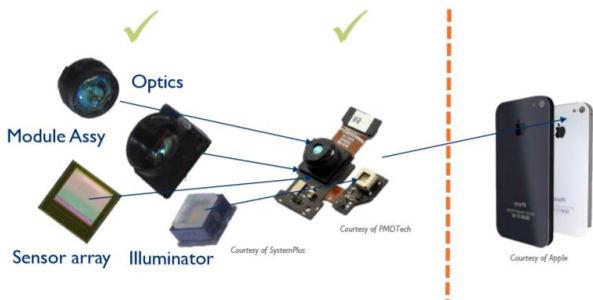 Optics
Module Assy
Sensor array
Illuminator
Courtesy of SystemPlus
Courtesy of PMDTech
Courtesy of Apple